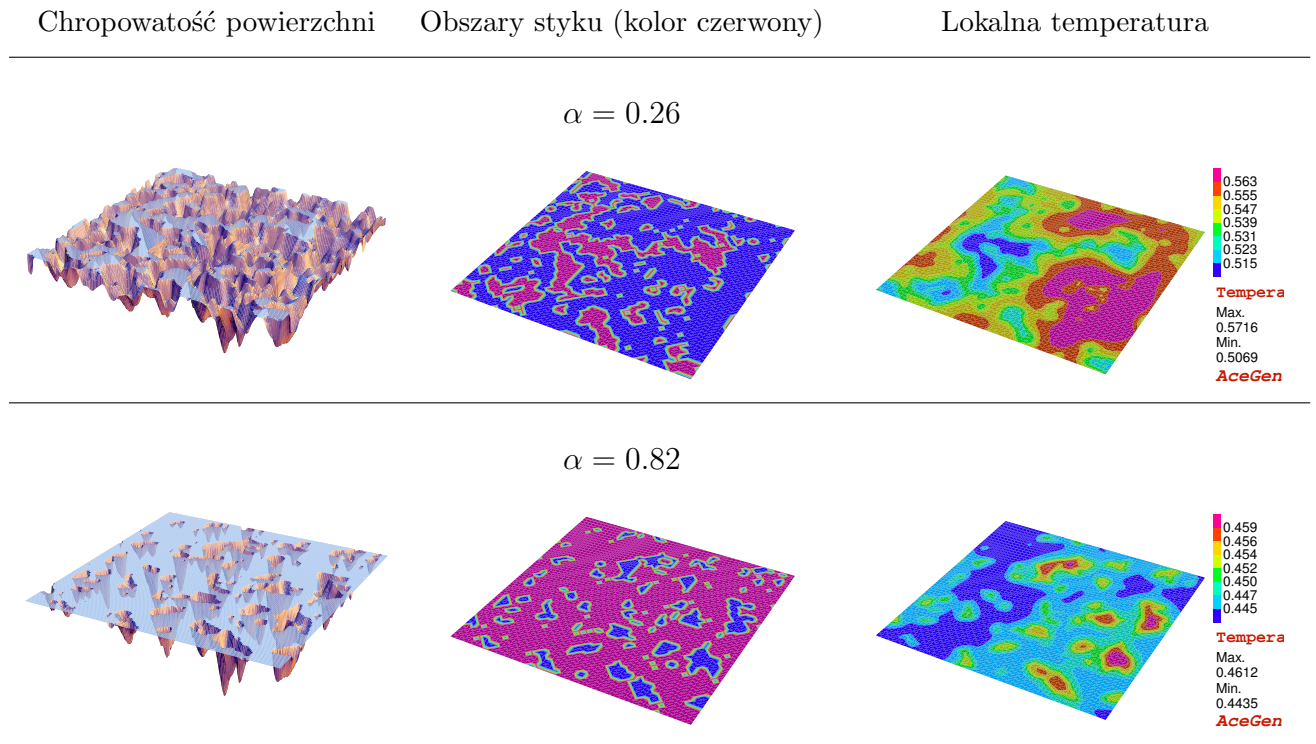 Chropowatość powierzchni Obszary styku (kolor czerwony) Lokalna temperatura
α = 0.26
0.563
0.555
0.547
0.539
0.531
0.523
0.515
Tempera
Max.
0.5716
Min.
0.5069
AceGen
α = 0.82
0.459
0.456
0.454
0.452
0.450
0.447
0.445
Tempera
Max.
0.4612
Min.
0.4435
AceGen